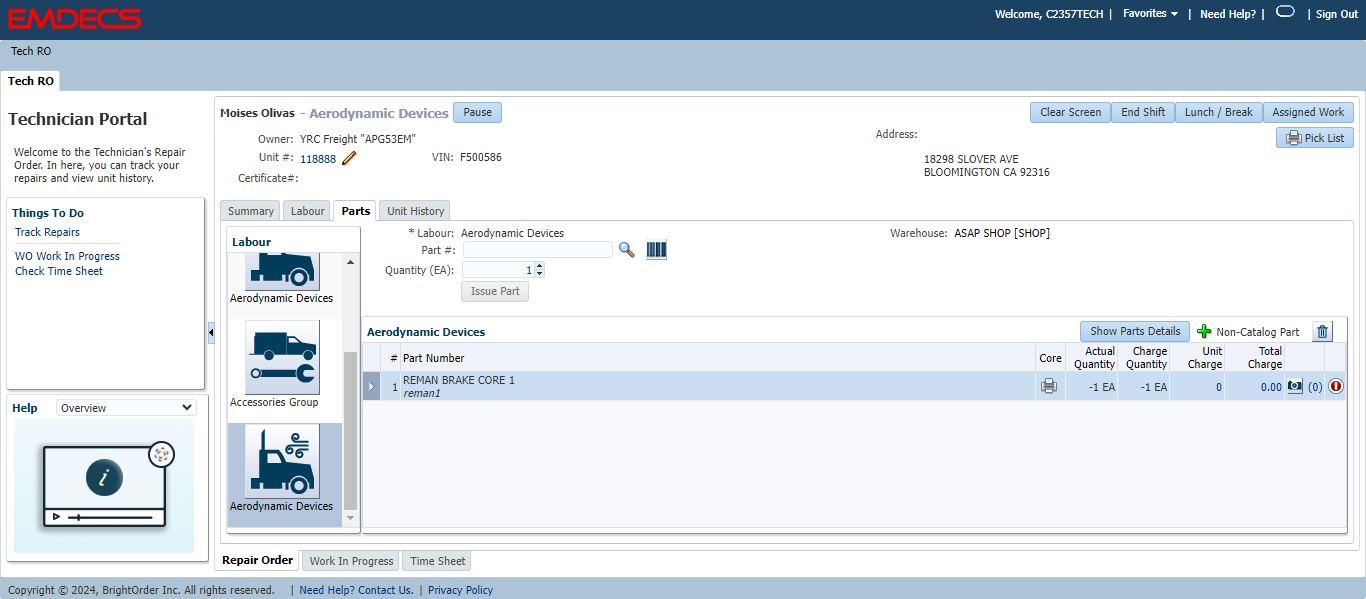 EMDECS
Welcome, C2357TECH | Favorites | Need Help? | | Sign Out
Tech RO
Tech RO
Technician Portal
Welcome to the Technician's Repair
Order. In here, you can track your
repairs and view unit history.
Things To Do
Track Repairs
WO Work In Progress
Check Time Sheet
Help Overview
i
Moises Olivas - Aerodynamic Devices Pause
Clear Screen End Shift Lunch / Break Assigned Work
Pick List
Owner: YRC Freight "APG53EM"
Unit #: 118888 VIN: F500586
Certificate#:
Address:
18298 SLOVER AVE
BLOOMINGTON CA 92316
Summary Labour Parts Unit History
Labour
Aerodynamic Devices
Accessories Group
Aerodynamic Devices
* Labour: Aerodynamic Devices
Part #:
Quantity (EA): 1
Issue Part
Warehouse: ASAP SHOP [SHOP]
Aerodynamic Devices Show Parts Details Non-Catalog Part
# Part Number Core Actual Quantity Charge Quantity Unit Charge Total Charge
1 REMAN BRAKE CORE 1 -1 EA -1 EA 0 0.00 (0)
reman1
Repair Order Work In Progress Time Sheet
Copyright © 2024, BrightOrder Inc. All rights reserved. | Need Help? Contact Us. | Privacy Policy